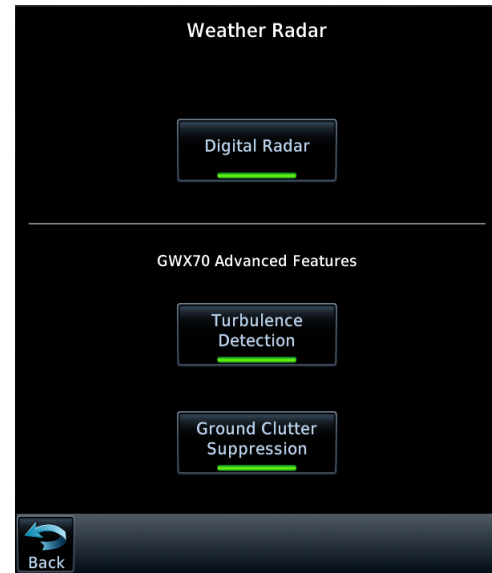 Weather Radar
Digital Radar
GWX70 Advanced Features
Turbulence
Detection
Ground Clutter
Suppression
Back